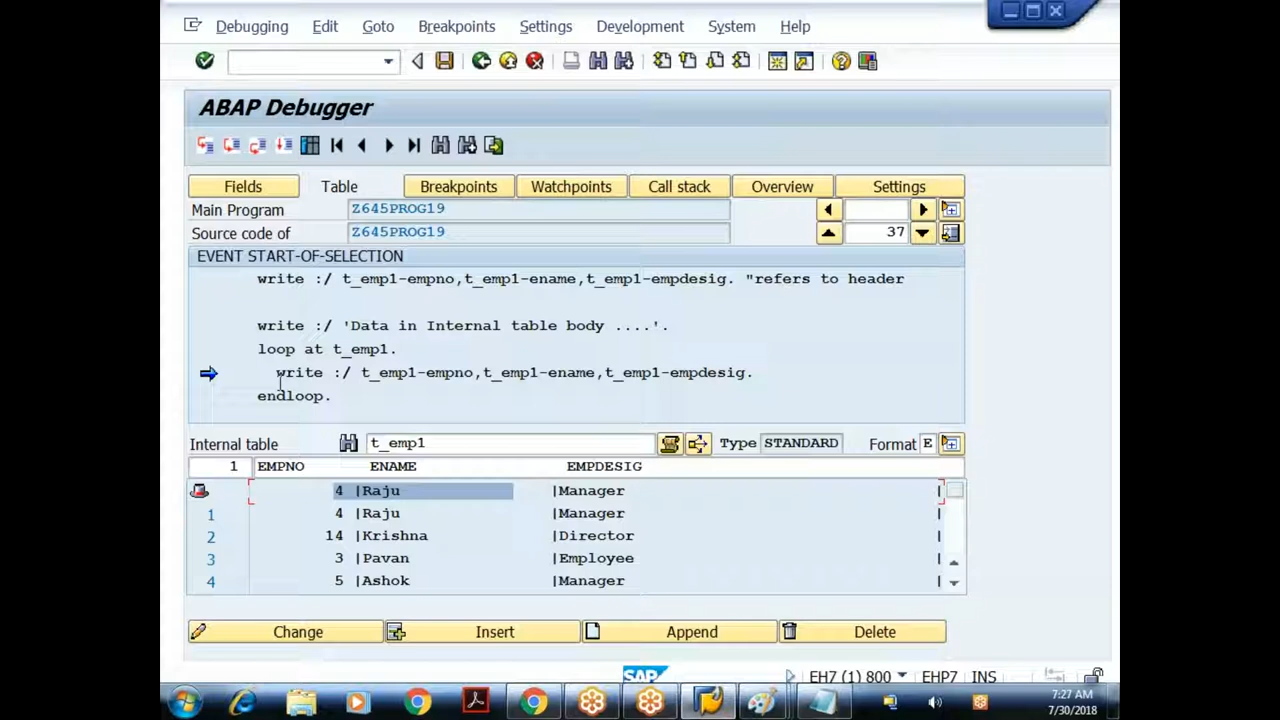 Debugging Edit Goto Breakpoints Settings Development System Help
ABAP Debugger
Fields Table Breakpoints Watchpoints Call stack Overview Settings
Main Program Z645PROG19
Source code of Z645PROG19 37
EVENT START-OF-SELECTION
write :/ t_emp1-empno,t_emp1-ename,t_emp1-empdesig. "refers to header
write :/ 'Data in Internal table body ....'.
loop at t_emp1.
write :/ t_emp1-empno,t_emp1-ename,t_emp1-empdesig.
endloop.
Internal table t_emp1 Type STANDARD Format E
1 EMPNO ENAME EMPDESIG
4 |Raju |Manager |
1 4 |Raju |Manager |
2 14 |Krishna |Director
3 3 |Pavan |Employee |
4 5 |Ashok |Manager |
Change Insert Append Delete
SAP EH7 (1) 800 EHP7 INS
7:27 AM
7/30/2018